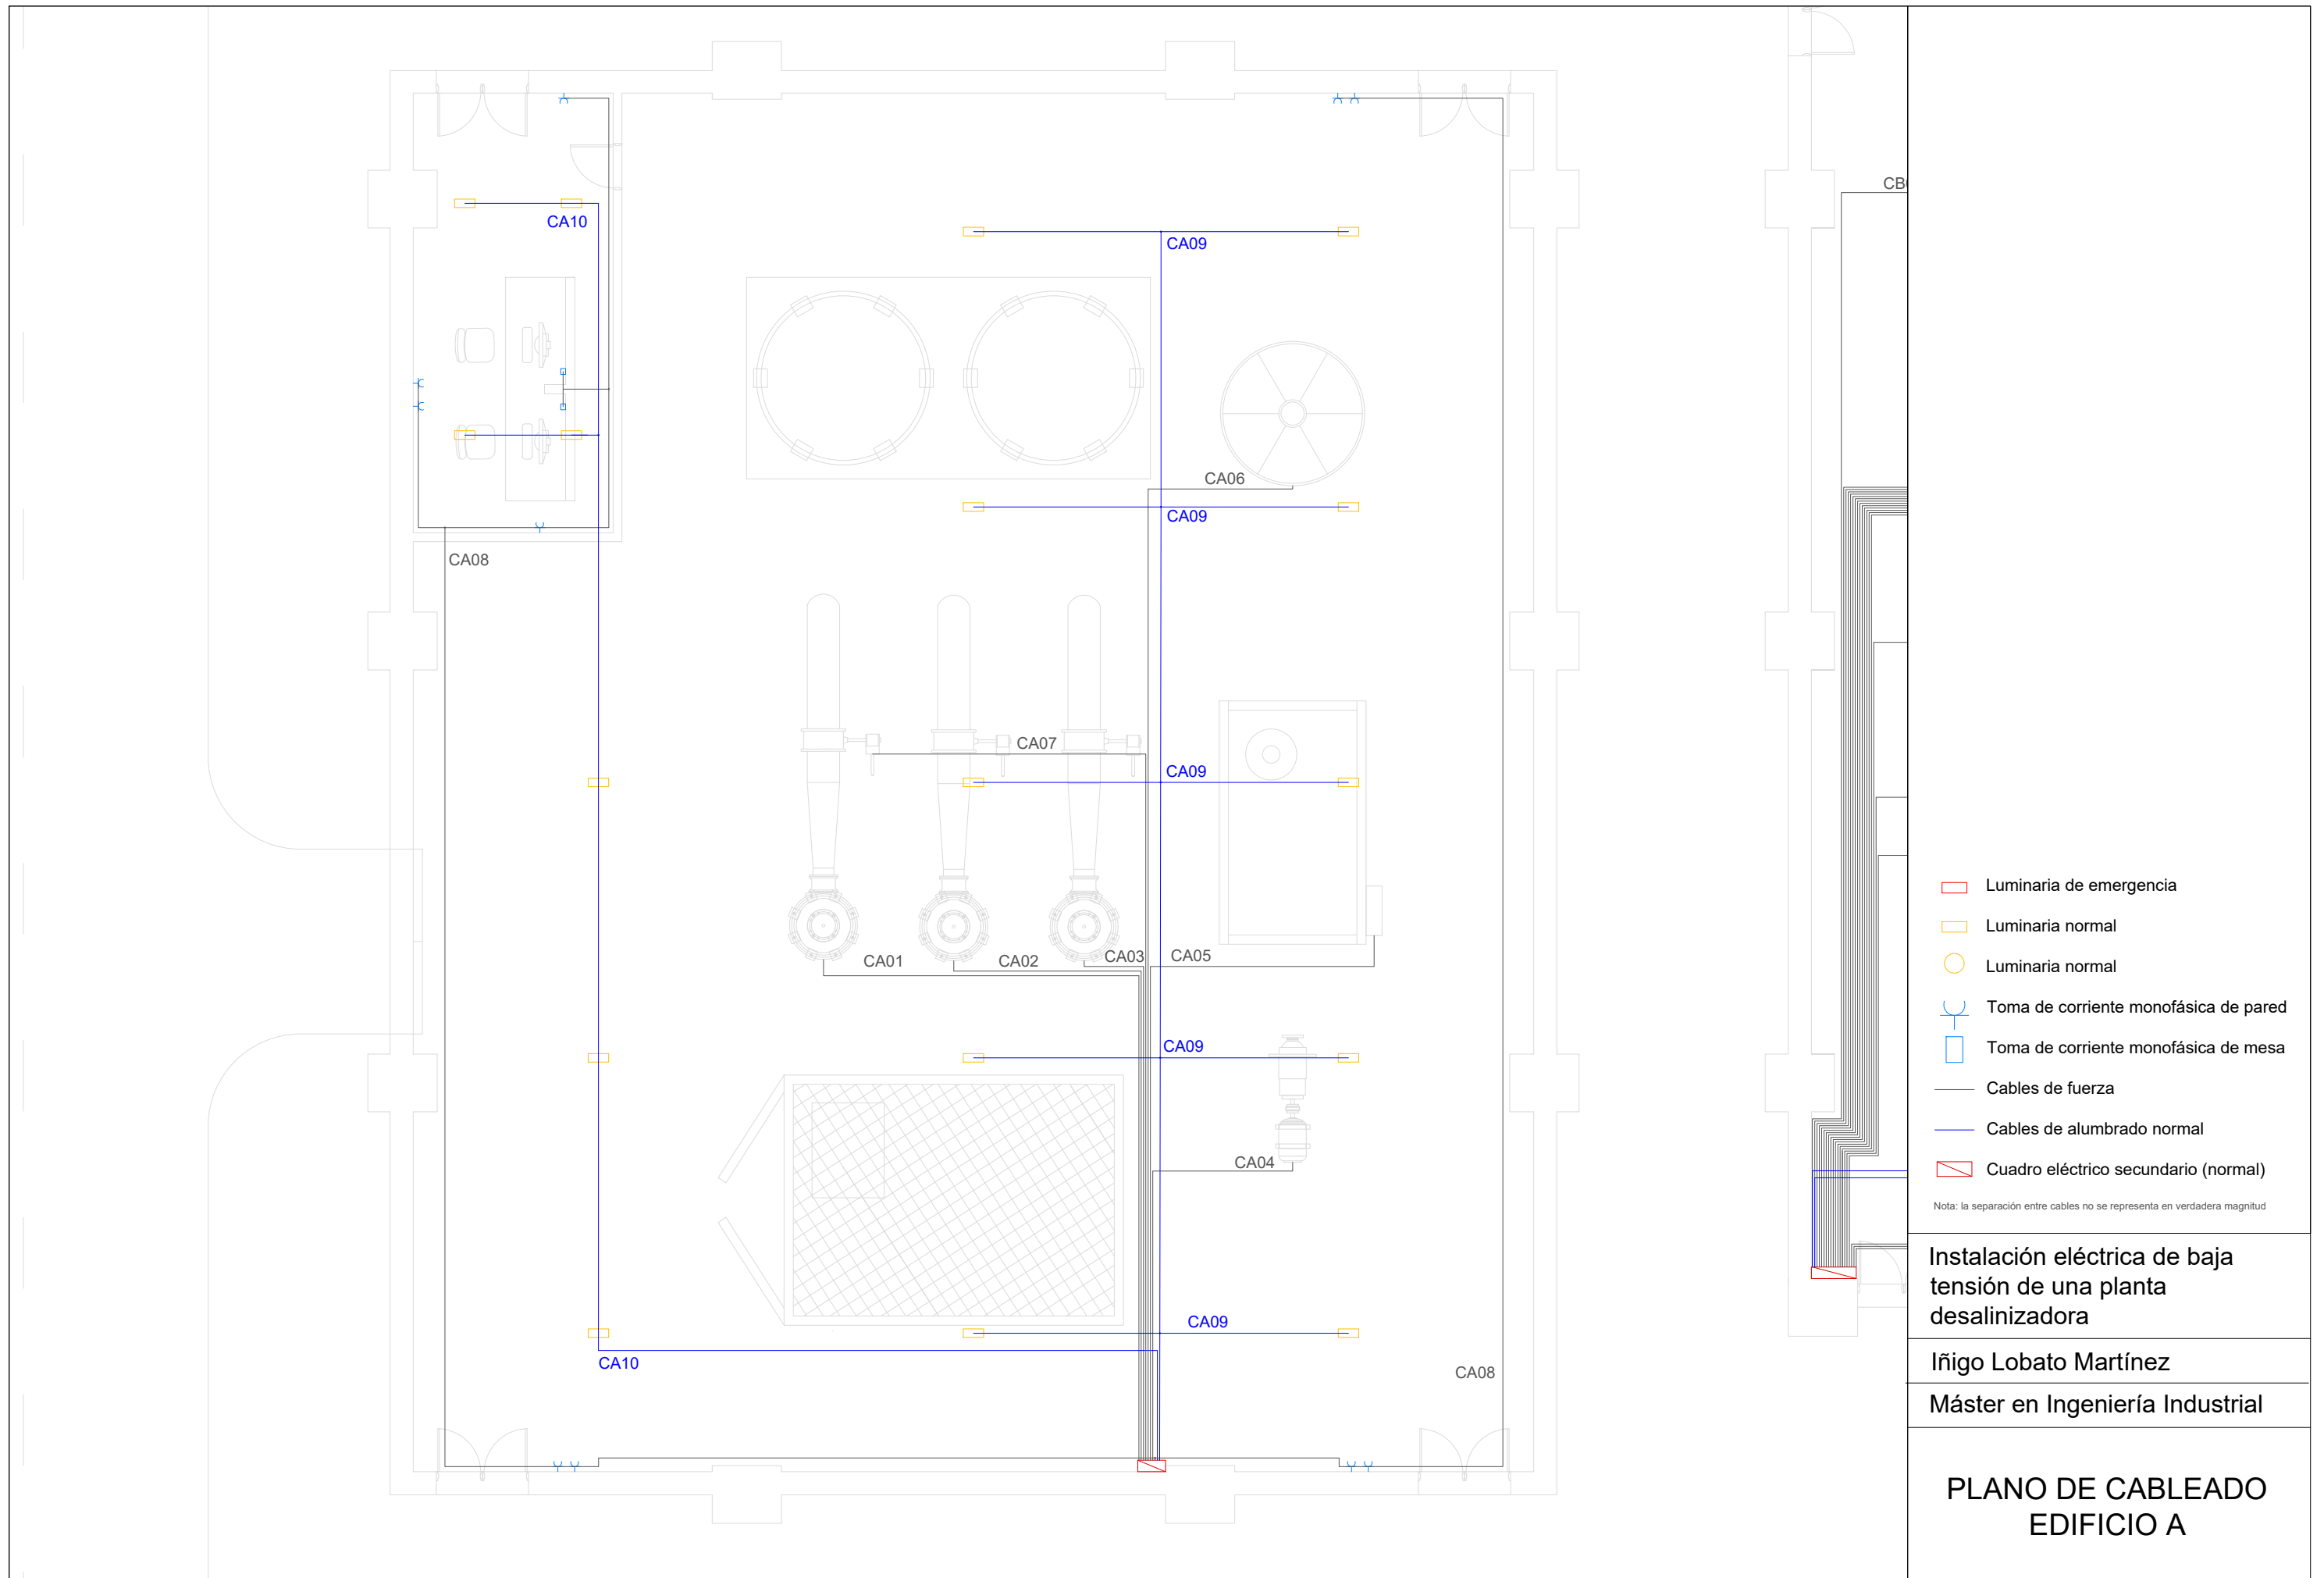 CB
CA10
CA09
CA06
CA09
CA08
CA07
CA09
CA01
CA02
CA03
CA05
CA09
CA04
CA09
CA10
CA08
Luminaria de emergencia
Luminaria normal
Luminaria normal
Toma de corriente monofásica de pared
Toma de corriente monofásica de mesa
Cables de fuerza
Cables de alumbrado normal
Cuadro eléctrico secundario (normal)
Nota: la separación entre cables no se representa en verdadera magnitud
Instalación eléctrica de baja
tensión de una planta
desalinizadora
Iñigo Lobato Martínez
Máster en Ingeniería Industrial
PLANO DE CABLEADO
EDIFICIO A